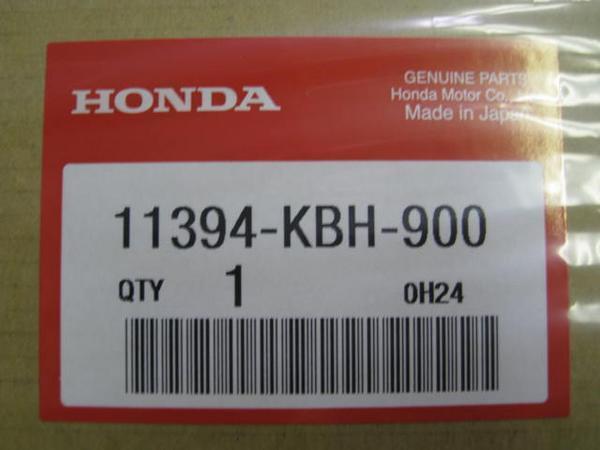 HONDA
GENUINE PARTS
Honda Motor Co.,
Made in Japan
11394-KBH-900
QTY 1 0H24